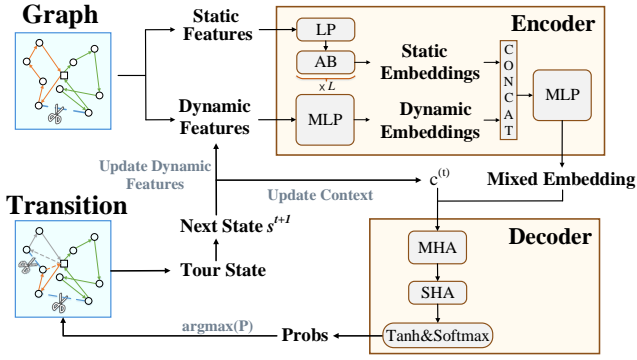 Graph
Static
Features
Dynamic
Features
Encoder
LP
AB
×L
MLP
Static
Embeddings
Dynamic
Embeddings
CONCAT
MLP
Update Dynamic
Features
Update Context
c(t)
Mixed Embedding
Transition
Next State s^{t+1}
Tour State
Decoder
MHA
SHA
Tanh&Softmax
Probs
argmax(P)